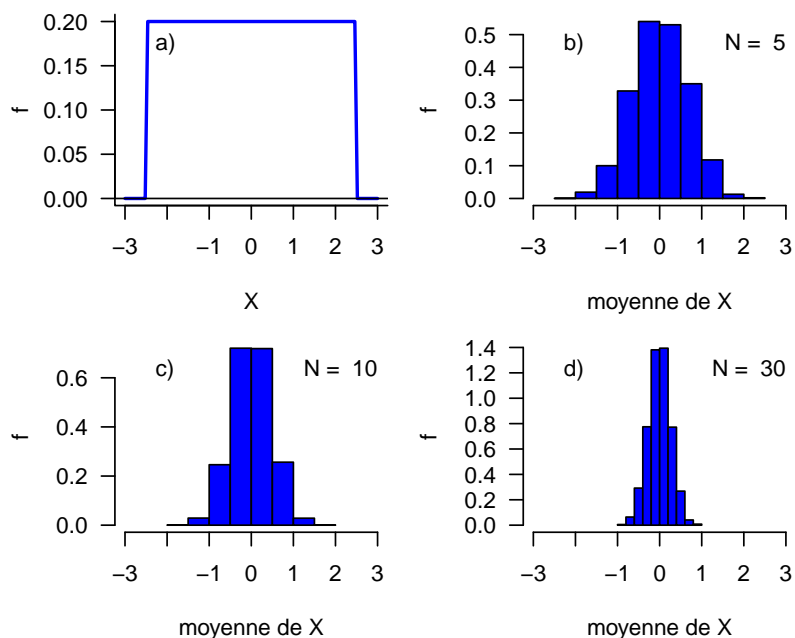 a)
f
0.20
0.15
0.10
0.05
0.00
−3 −1 0 1 2 3
X
b)
N = 5
f
0.5
0.4
0.3
0.2
0.1
0.0
−3 −1 0 1 2 3
moyenne de X
c)
N = 10
f
0.6
0.4
0.2
0.0
−3 −1 0 1 2 3
moyenne de X
d)
N = 30
f
1.4
1.2
1.0
0.8
0.6
0.4
0.2
0.0
−3 −1 0 1 2 3
moyenne de X